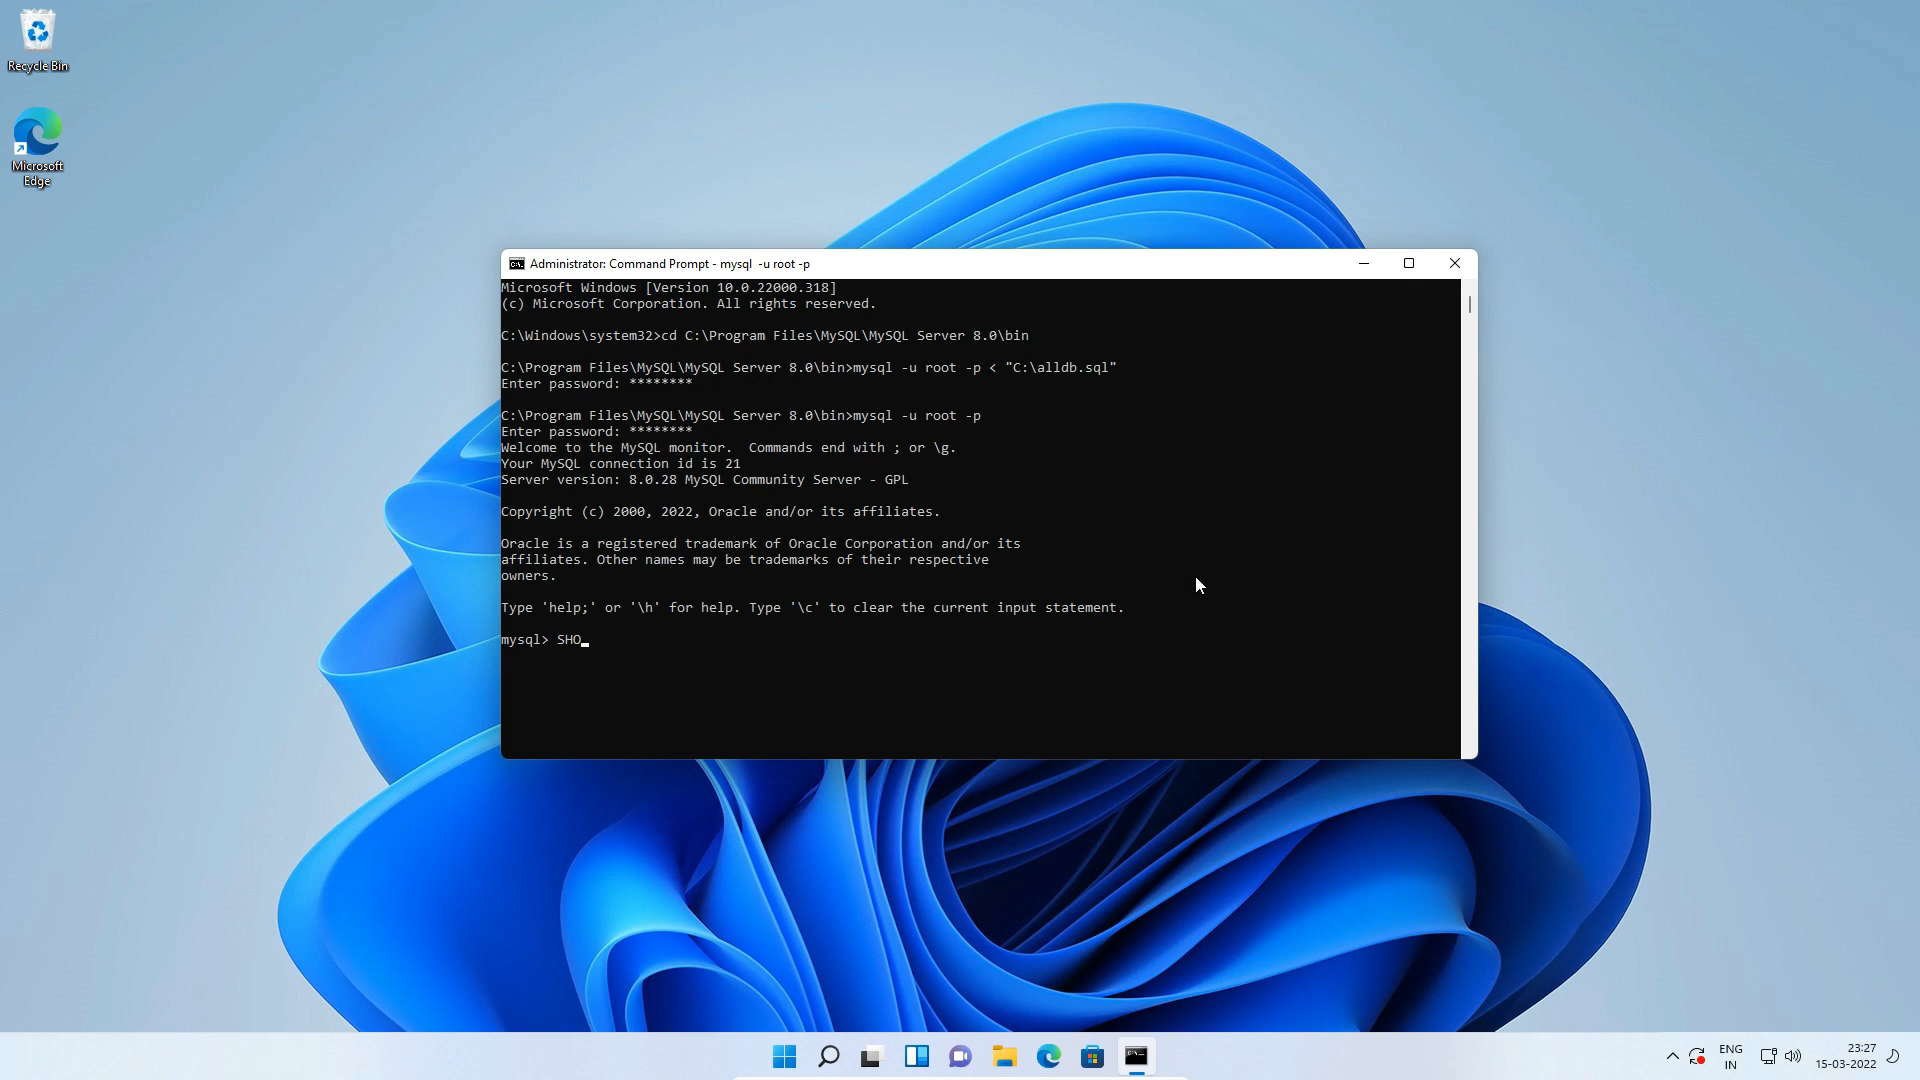 Recycle Bin
Microsoft
Edge
Administrator: Command Prompt - mysql  -u root -p
Microsoft Windows [Version 10.0.22000.318]
(c) Microsoft Corporation. All rights reserved.
C:\Windows\system32>cd C:\Program Files\MySQL\MySQL Server 8.0\bin
C:\Program Files\MySQL\MySQL Server 8.0\bin>mysql -u root -p < "C:\alldb.sql"
Enter password: ********
C:\Program Files\MySQL\MySQL Server 8.0\bin>mysql -u root -p
Enter password: ********
Welcome to the MySQL monitor.  Commands end with ; or \g.
Your MySQL connection id is 21
Server version: 8.0.28 MySQL Community Server - GPL
Copyright (c) 2000, 2022, Oracle and/or its affiliates.
Oracle is a registered trademark of Oracle Corporation and/or its
affiliates. Other names may be trademarks of their respective
owners.
Type 'help;' or '\h' for help. Type '\c' to clear the current input statement.
mysql> SHO_
ENG
IN
23:27
15-03-2022